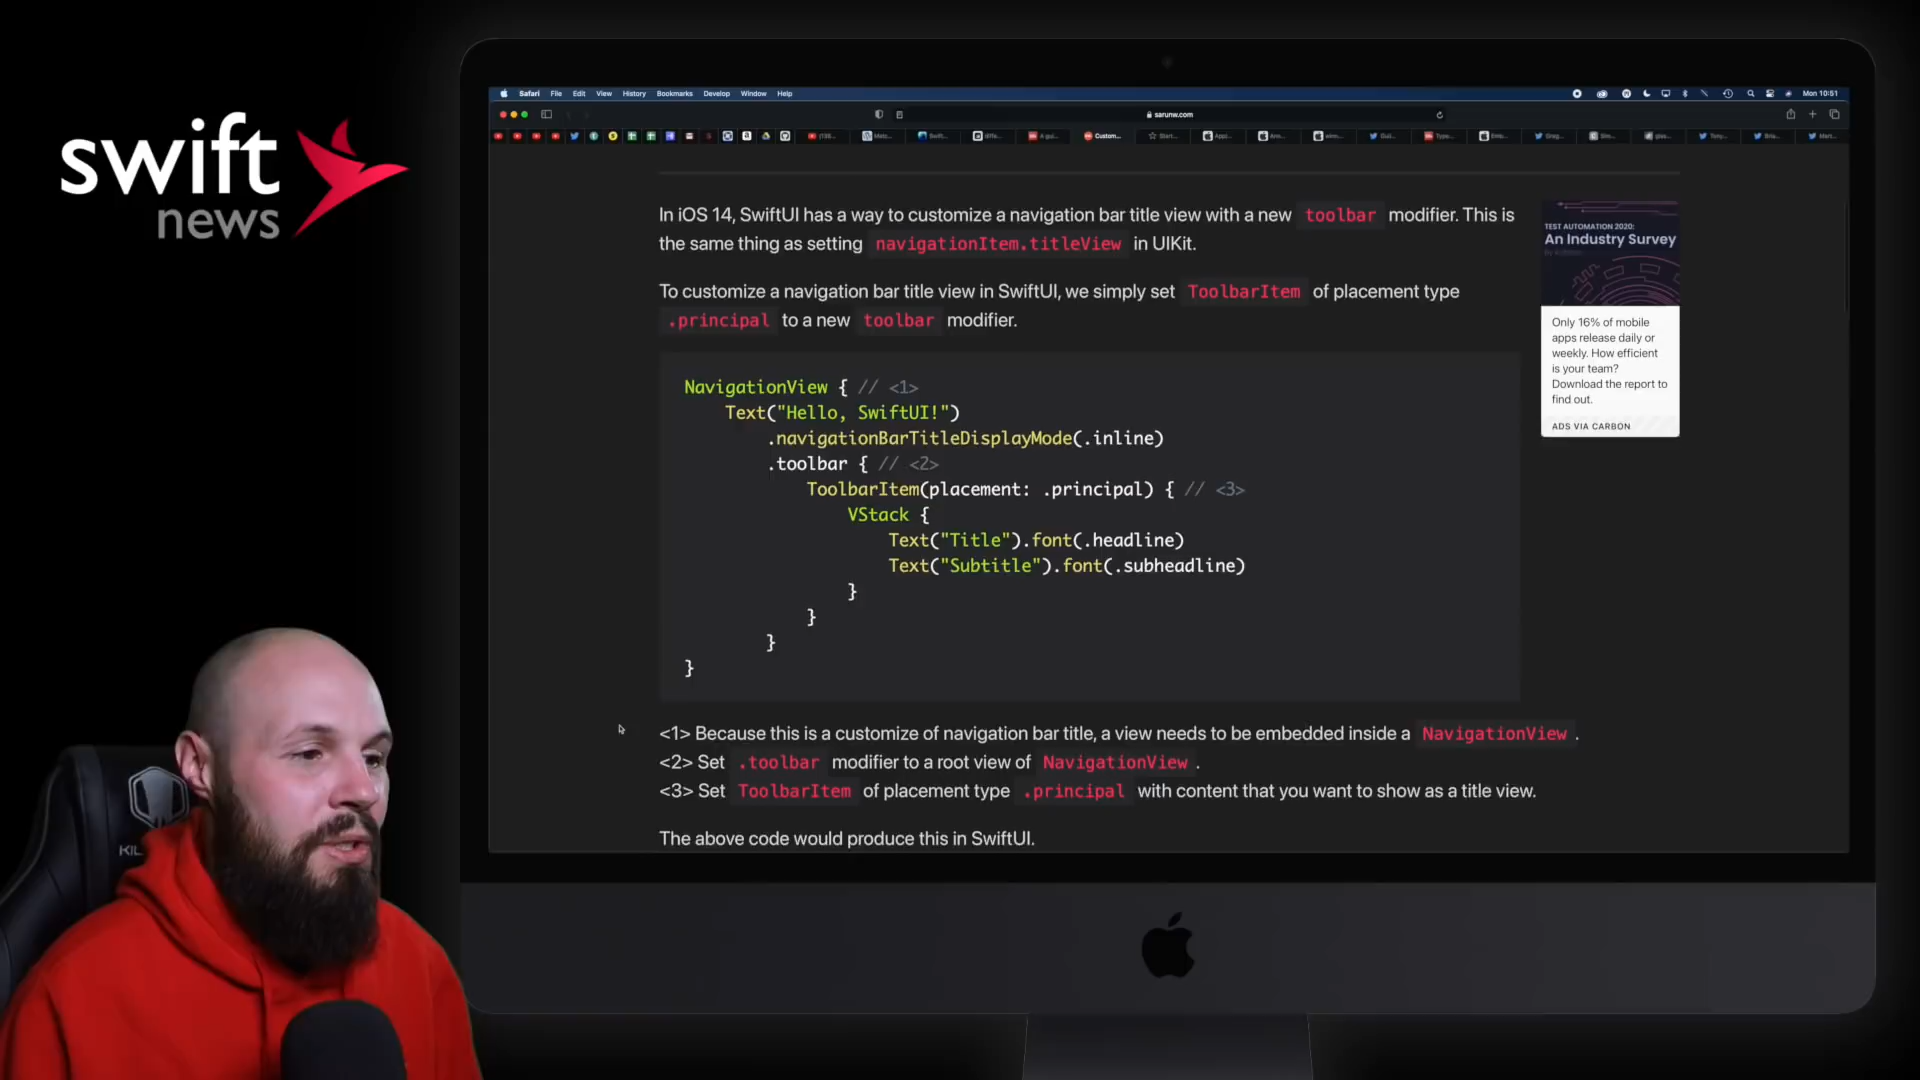 swift
news
Safari File Edit View History Bookmarks Develop Window Help
Mon 10:51
sarunw.com
In iOS 14, SwiftUI has a way to customize a navigation bar title view with a new toolbar modifier. This is
the same thing as setting navigationItem.titleView in UIKit.
To customize a navigation bar title view in SwiftUI, we simply set ToolbarItem of placement type
.principal to a new toolbar modifier.
NavigationView { // <1>
Text("Hello, SwiftUI!")
.navigationBarTitleDisplayMode(.inline)
.toolbar { // <2>
ToolbarItem(placement: .principal) { // <3>
VStack {
Text("Title").font(.headline)
Text("Subtitle").font(.subheadline)
}
}
}
}
<1> Because this is a customize of navigation bar title, a view needs to be embedded inside a NavigationView .
<2> Set .toolbar modifier to a root view of NavigationView .
<3> Set ToolbarItem of placement type .principal with content that you want to show as a title view.
The above code would produce this in SwiftUI.
TEST AUTOMATION 2020:
An Industry Survey
Only 16% of mobile
apps release daily or
weekly. How efficient
is your team?
Download the report to
find out.
ADS VIA CARBON